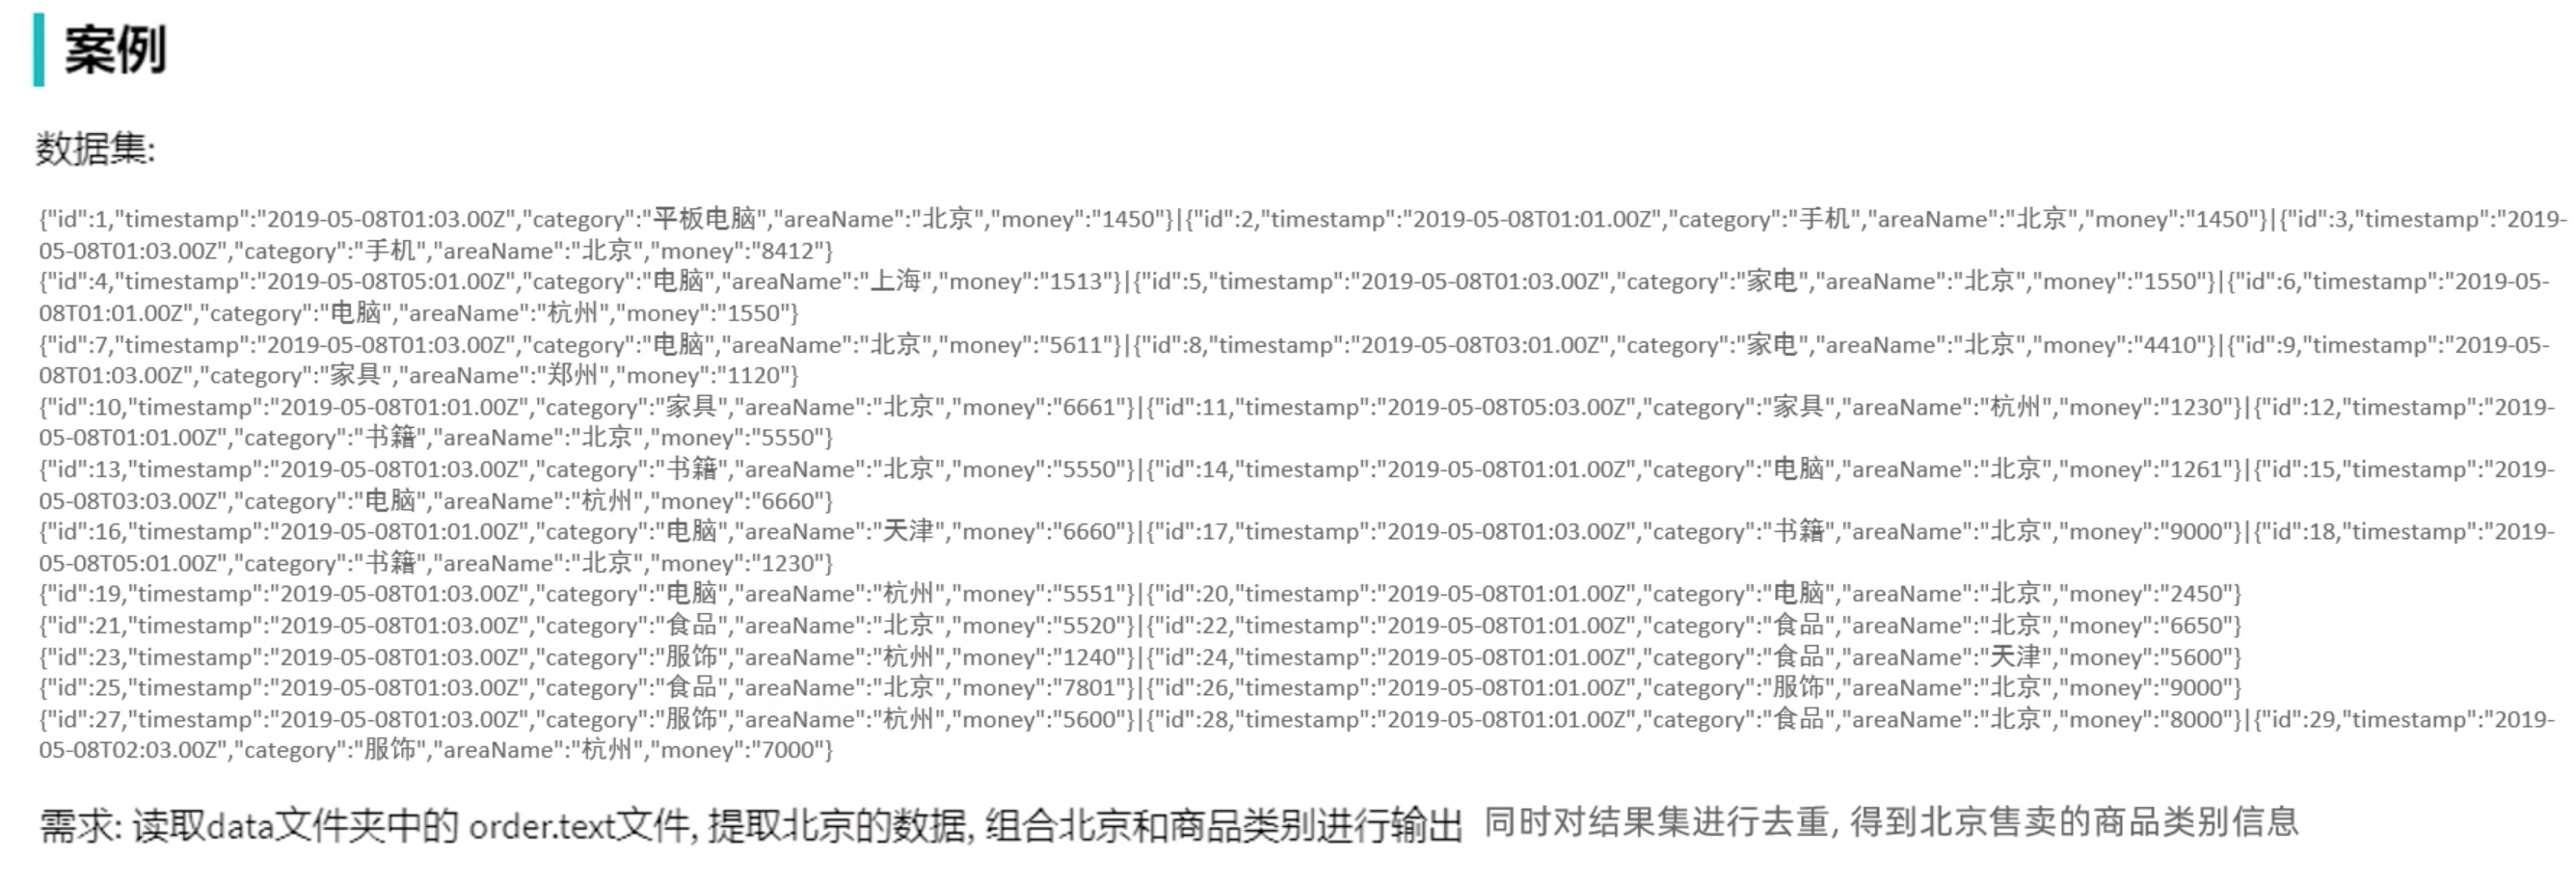 案例
数据集:
{"id":1,"timestamp":"2019-05-08T01:03.00Z","category":"平板电脑","areaName":"北京","money":"1450"}|{"id":2,"timestamp":"2019-05-08T01:01.00Z","category":"手机","areaName":"北京","money":"1450"}|{"id":3,"timestamp":"2019-
05-08T01:03.00Z","category":"手机","areaName":"北京","money":"8412"}
{"id":4,"timestamp":"2019-05-08T05:01.00Z","category":"电脑","areaName":"上海","money":"1513"}|{"id":5,"timestamp":"2019-05-08T01:03.00Z","category":"家电","areaName":"北京","money":"1550"}|{"id":6,"timestamp":"2019-05-
08T01:01.00Z","category":"电脑","areaName":"杭州","money":"1550"}
{"id":7,"timestamp":"2019-05-08T01:03.00Z","category":"电脑","areaName":"北京","money":"5611"}|{"id":8,"timestamp":"2019-05-08T03:01.00Z","category":"家电","areaName":"北京","money":"4410"}|{"id":9,"timestamp":"2019-05-
08T01:03.00Z","category":"家具","areaName":"郑州","money":"1120"}
{"id":10,"timestamp":"2019-05-08T01:01.00Z","category":"家具","areaName":"北京","money":"6661"}|{"id":11,"timestamp":"2019-05-08T05:03.00Z","category":"家具","areaName":"杭州","money":"1230"}|{"id":12,"timestamp":"2019-
05-08T01:01.00Z","category":"书籍","areaName":"北京","money":"5550"}
{"id":13,"timestamp":"2019-05-08T01:03.00Z","category":"书籍","areaName":"北京","money":"5550"}|{"id":14,"timestamp":"2019-05-08T01:01.00Z","category":"电脑","areaName":"北京","money":"1261"}|{"id":15,"timestamp":"2019-
05-08T03:03.00Z","category":"电脑","areaName":"杭州","money":"6660"}
{"id":16,"timestamp":"2019-05-08T01:01.00Z","category":"电脑","areaName":"天津","money":"6660"}|{"id":17,"timestamp":"2019-05-08T01:03.00Z","category":"书籍","areaName":"北京","money":"9000"}|{"id":18,"timestamp":"2019-
05-08T05:01.00Z","category":"书籍","areaName":"北京","money":"1230"}
{"id":19,"timestamp":"2019-05-08T01:03.00Z","category":"电脑","areaName":"杭州","money":"5551"}|{"id":20,"timestamp":"2019-05-08T01:01.00Z","category":"电脑","areaName":"北京","money":"2450"}
{"id":21,"timestamp":"2019-05-08T01:03.00Z","category":"食品","areaName":"北京","money":"5520"}|{"id":22,"timestamp":"2019-05-08T01:01.00Z","category":"食品","areaName":"北京","money":"6650"}
{"id":23,"timestamp":"2019-05-08T01:03.00Z","category":"服饰","areaName":"杭州","money":"1240"}|{"id":24,"timestamp":"2019-05-08T01:01.00Z","category":"食品","areaName":"天津","money":"5600"}
{"id":25,"timestamp":"2019-05-08T01:03.00Z","category":"食品","areaName":"北京","money":"7801"}|{"id":26,"timestamp":"2019-05-08T01:01.00Z","category":"服饰","areaName":"北京","money":"9000"}
{"id":27,"timestamp":"2019-05-08T01:03.00Z","category":"服饰","areaName":"杭州","money":"5600"}|{"id":28,"timestamp":"2019-05-08T01:01.00Z","category":"食品","areaName":"北京","money":"8000"}|{"id":29,"timestamp":"2019-
05-08T02:03.00Z","category":"服饰","areaName":"杭州","money":"7000"}
需求: 读取data文件夹中的 order.text文件, 提取北京的数据, 组合北京和商品类别进行输出 同时对结果集进行去重, 得到北京售卖的商品类别信息